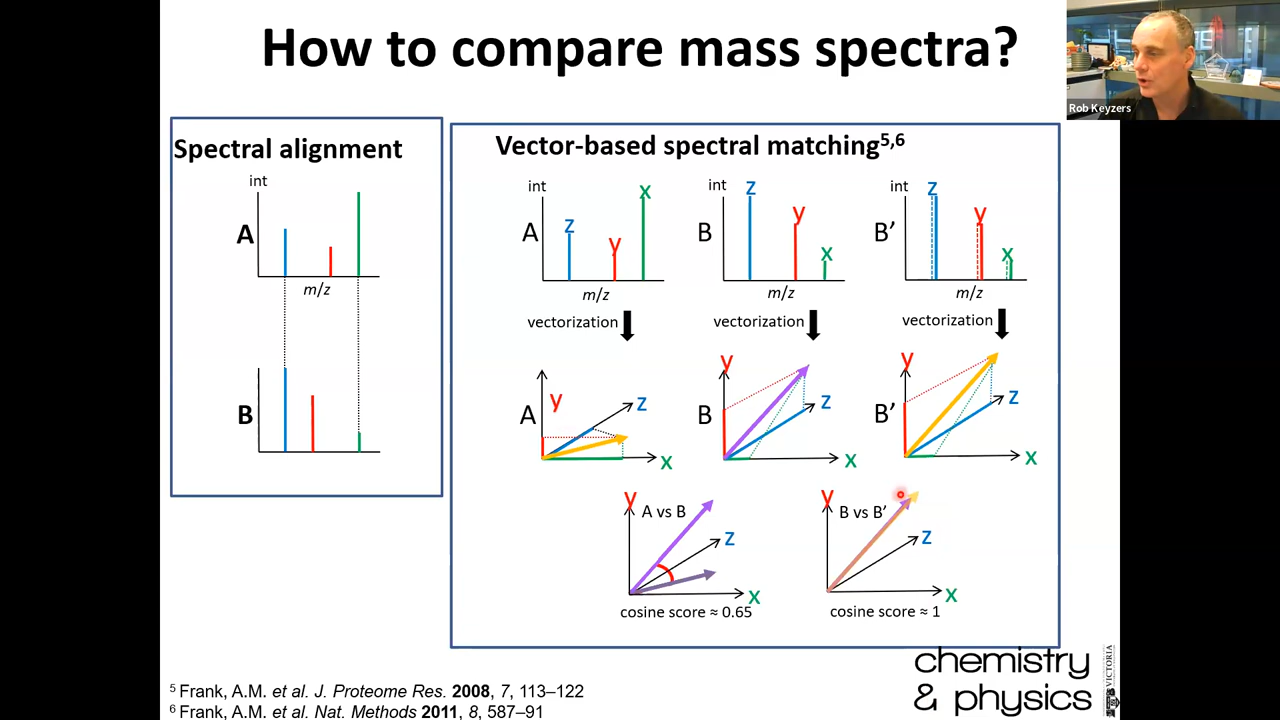 How to compare mass spectra?
Rob Keyzers
Spectral alignment
int
A
m/z
B
Vector-based spectral matching5,6
int
A
z
y
x
m/z
int
B
z
y
x
m/z
int
B’
z
y
x
m/z
vectorization
vectorization
vectorization
A
y
z
x
B
y
z
x
B’
y
z
x
y
A vs B
z
x
cosine score ≈ 0.65
y
B vs B’
z
x
cosine score ≈ 1
chemistry
& physics
VICTORIA
5 Frank, A.M. et al. J. Proteome Res. 2008, 7, 113–122
6 Frank, A.M. et al. Nat. Methods 2011, 8, 587–91